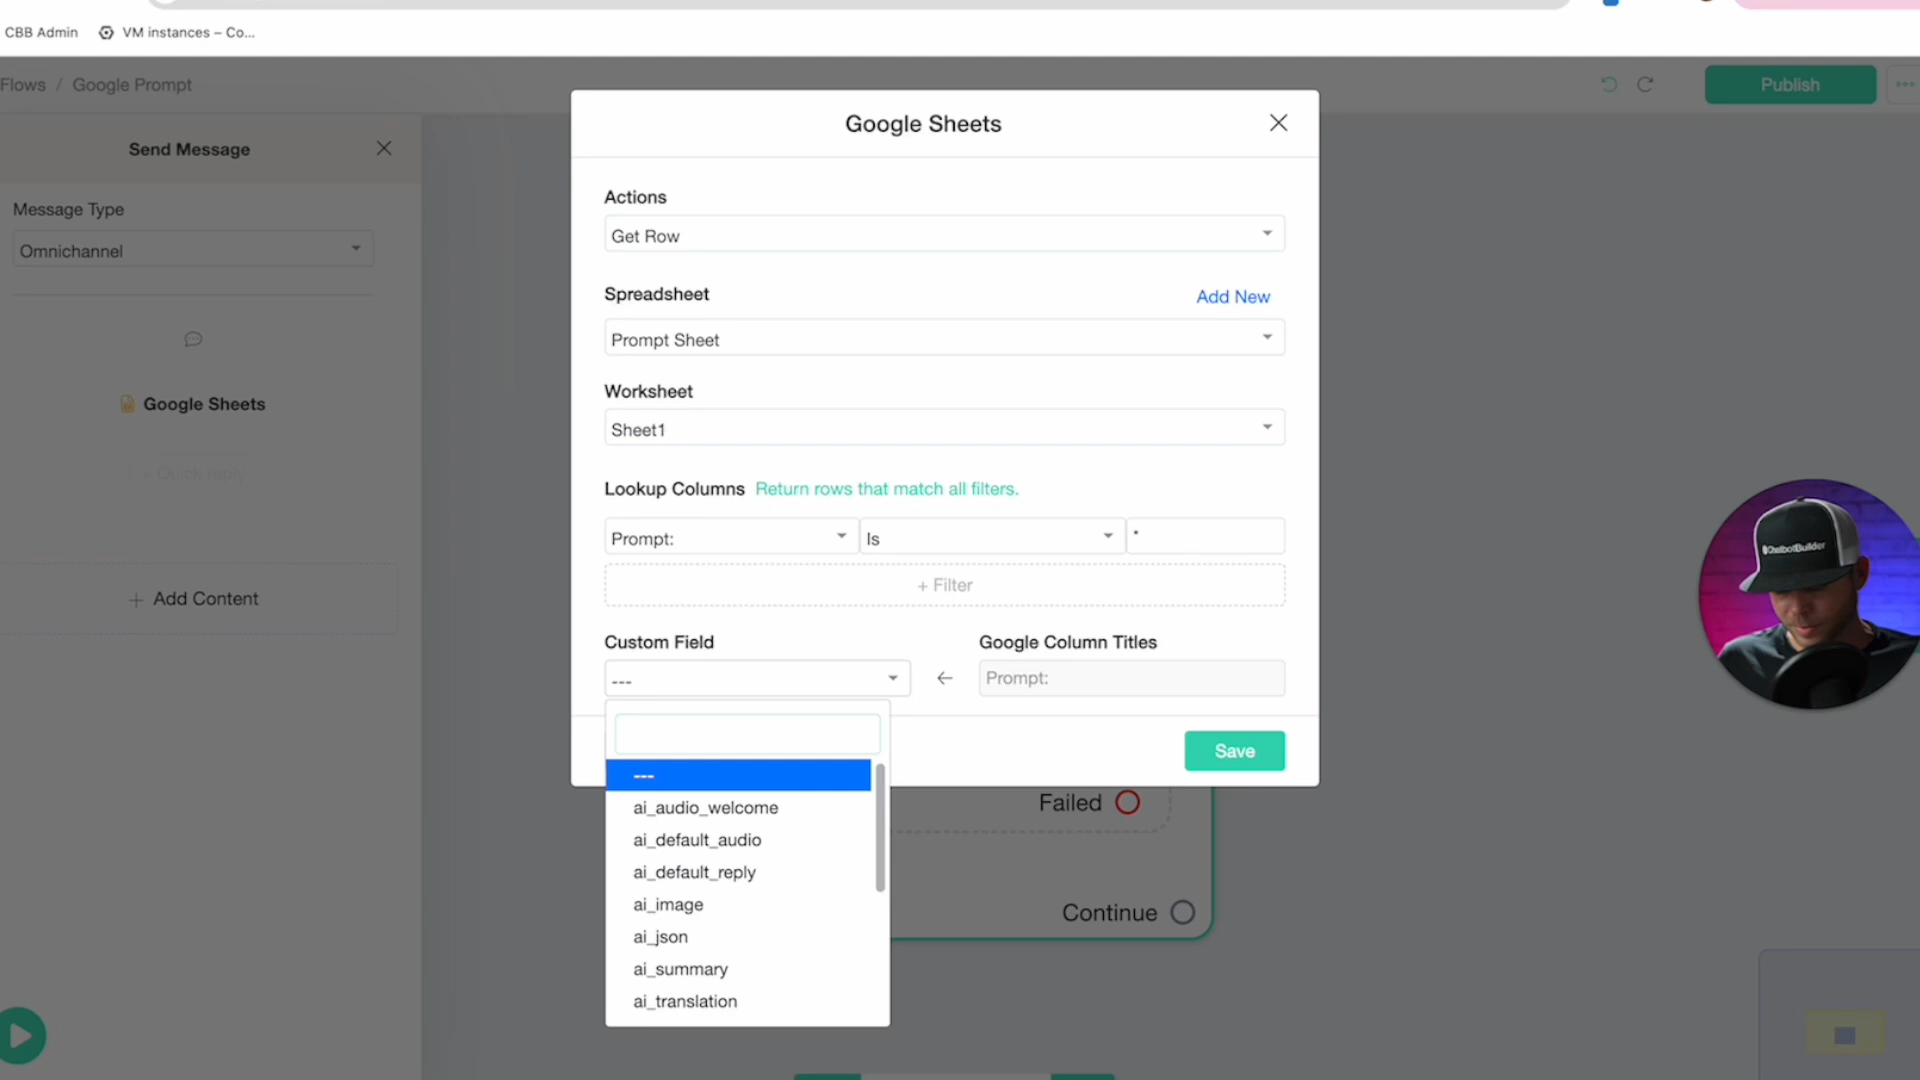 CBB Admin
VM instances – Co...
Flows / Google Prompt
Publish
Send Message
Message Type
Omnichannel
Google Sheets
+ Quick reply
+ Add Content
Google Sheets
Actions
Get Row
Spreadsheet
Add New
Prompt Sheet
Worksheet
Sheet1
Lookup Columns Return rows that match all filters.
Prompt:
Is
*
+ Filter
Custom Field
Google Column Titles
---
Prompt:
Save
---
ai_audio_welcome
ai_default_audio
ai_default_reply
ai_image
ai_json
ai_summary
ai_translation
Failed
Continue
ChatbotBuilder